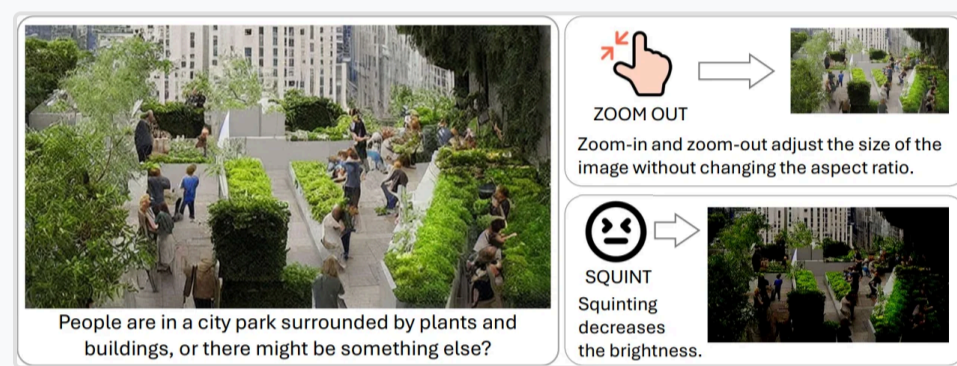 People are in a city park surrounded by plants and
buildings, or there might be something else?
ZOOM OUT
Zoom-in and zoom-out adjust the size of the
image without changing the aspect ratio.
SQUINT
Squinting
decreases
the brightness.